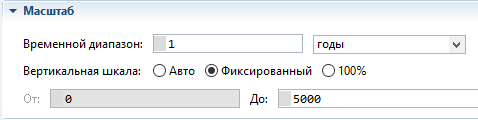 Масштаб
Временной диапазон: 1 годы
Вертикальная шкала: Авто Фиксированный 100%
От: 0 До: 5000